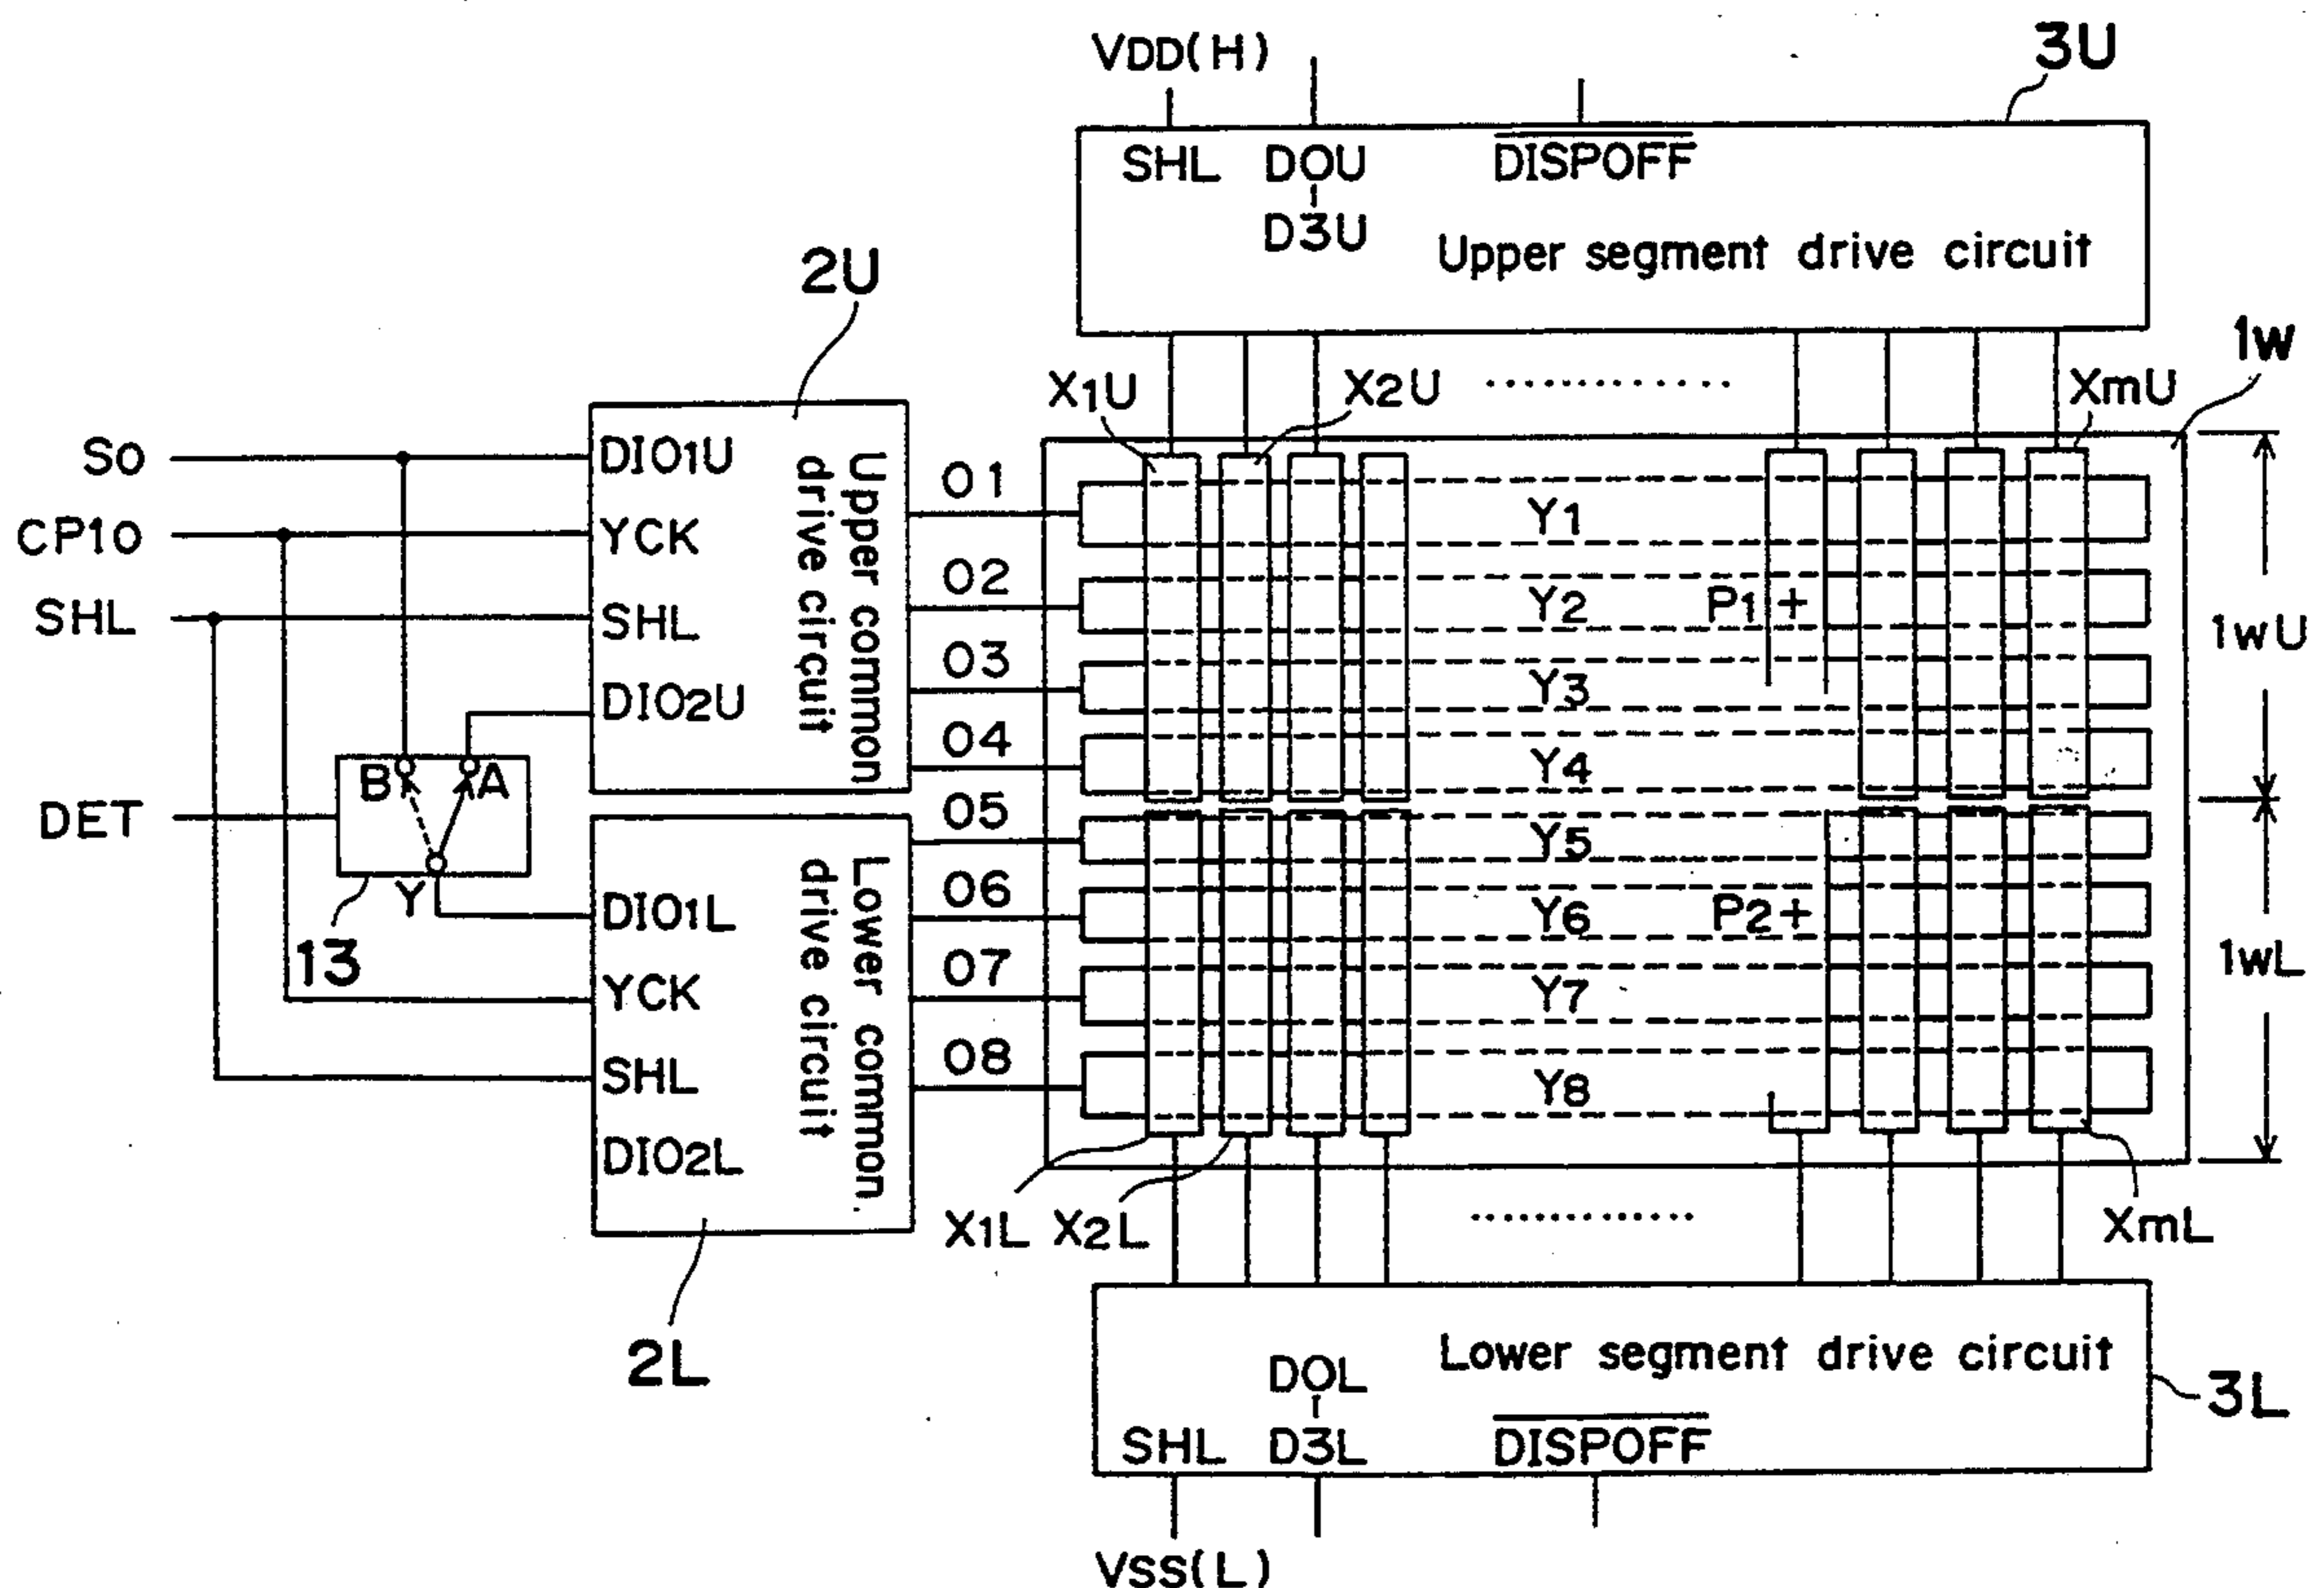 VDD(H)
3U
SHL DOU DISPOFF
D3U
Upper segment drive circuit
2U
1W
X1U X2U ............. XmU
S0
DIO1U
CP10
YCK
SHL
SHL
DIO2U
Upper common
drive circuit
O1
O2
O3
O4
Y1
Y2
P1+
Y3
Y4
1wU
B A
DET
Y
13
DIO1L
YCK
SHL
DIO2L
Lower common
drive circuit
O5
O6
O7
O8
Y5
Y6
P2+
Y7
Y8
1wL
X1L X2L ............. XmL
2L
Lower segment drive circuit
DOL
SHL D3L DISPOFF
3L
VSS(L)